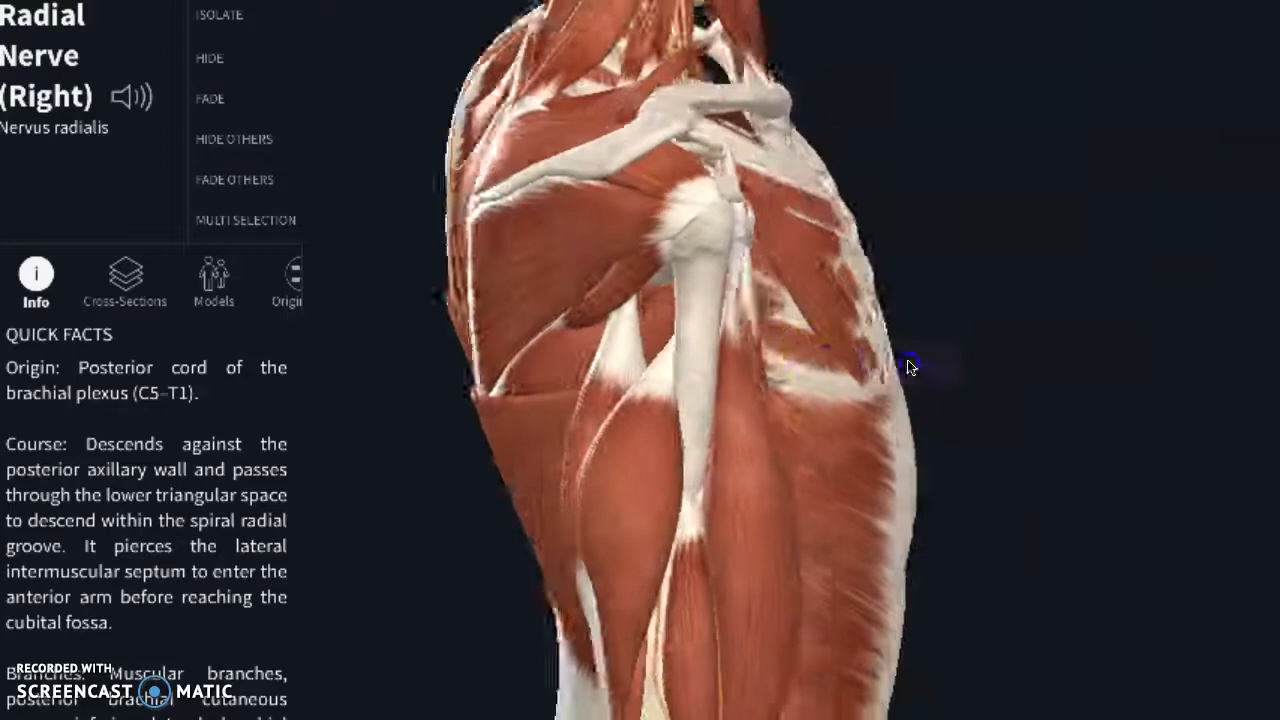 Radial
Nerve
(Right)
Nervus radialis
ISOLATE
HIDE
FADE
HIDE OTHERS
FADE OTHERS
MULTI SELECTION
Info
Cross-Sections
Models
QUICK FACTS
Origin: Posterior cord of the
brachial plexus (C5–T1).
Course: Descends against the
posterior axillary wall and passes
through the lower triangular space
to descend within the spiral radial
groove. It pierces the lateral
intermuscular septum to enter the
anterior arm before reaching the
cubital fossa.
Branches: Muscular branches,
posterior brachial cutaneous
RECORDED WITH
SCREENCAST MATIC